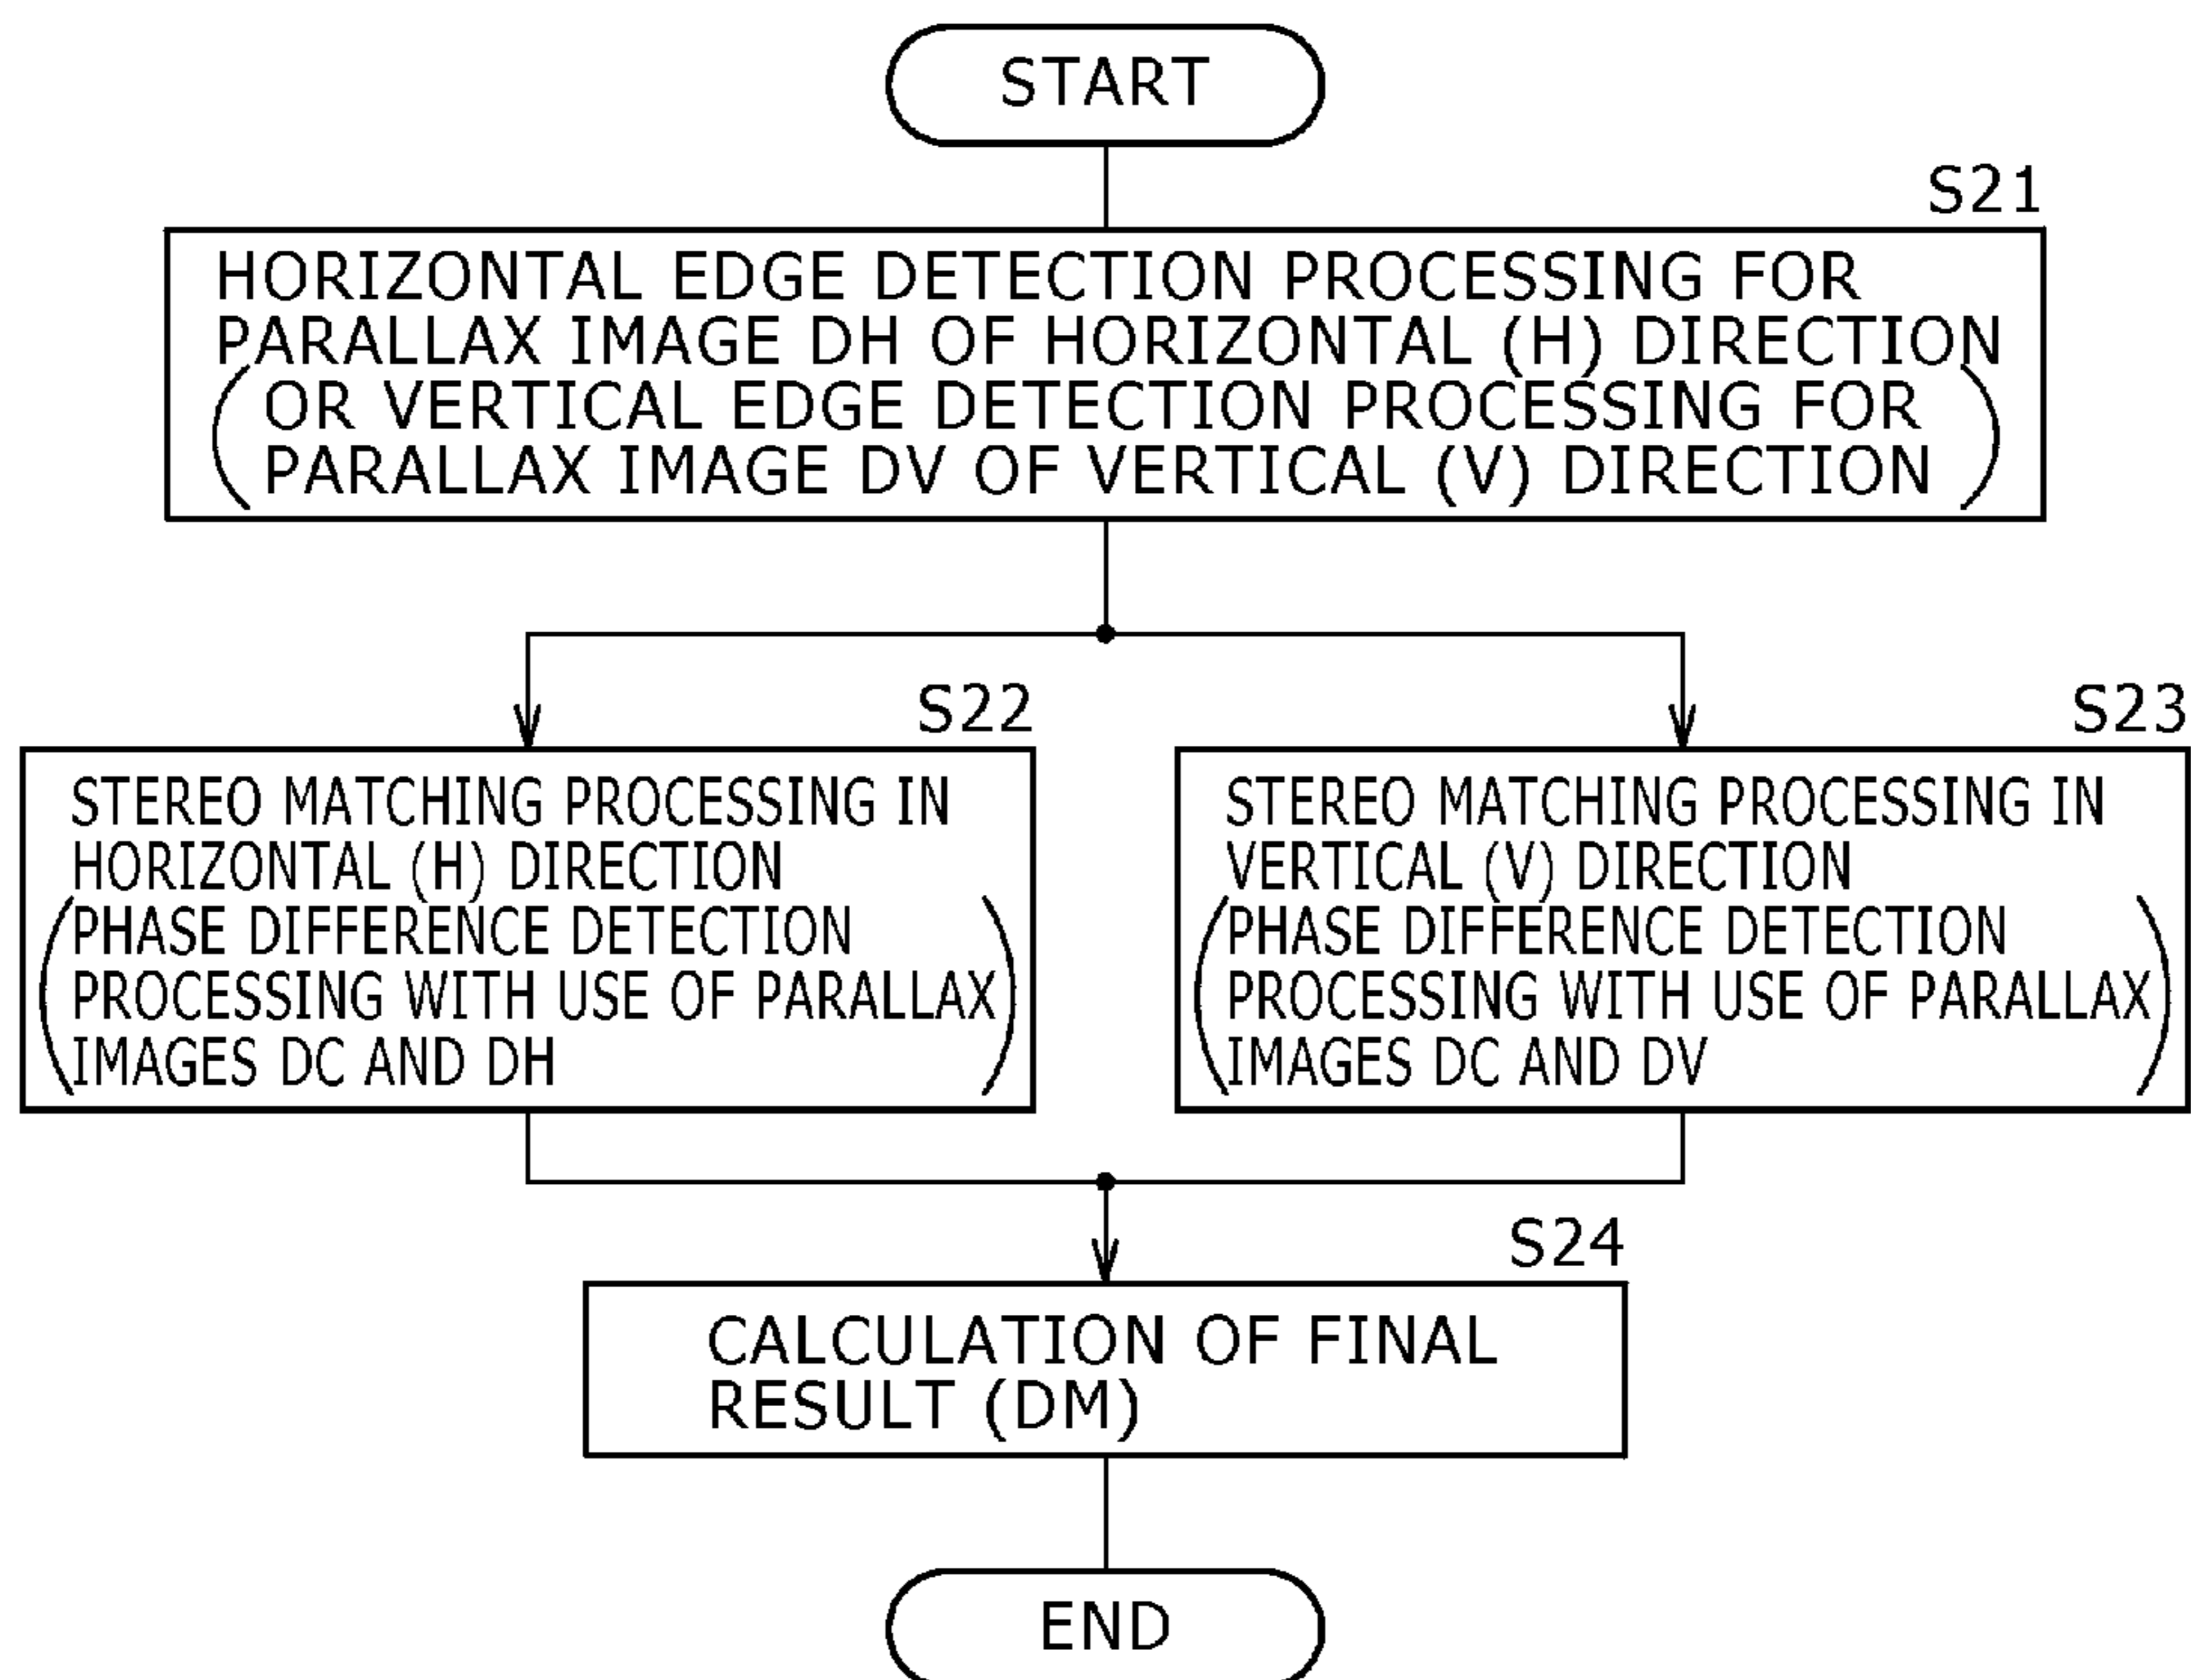 START
S21
HORIZONTAL EDGE DETECTION PROCESSING FOR
PARALLAX IMAGE DH OF HORIZONTAL (H) DIRECTION
(OR VERTICAL EDGE DETECTION PROCESSING FOR
PARALLAX IMAGE DV OF VERTICAL (V) DIRECTION)
S22
STEREO MATCHING PROCESSING IN
HORIZONTAL (H) DIRECTION
(PHASE DIFFERENCE DETECTION
PROCESSING WITH USE OF PARALLAX
IMAGES DC AND DH)
S23
STEREO MATCHING PROCESSING IN
VERTICAL (V) DIRECTION
(PHASE DIFFERENCE DETECTION
PROCESSING WITH USE OF PARALLAX
IMAGES DC AND DV)
S24
CALCULATION OF FINAL
RESULT (DM)
END